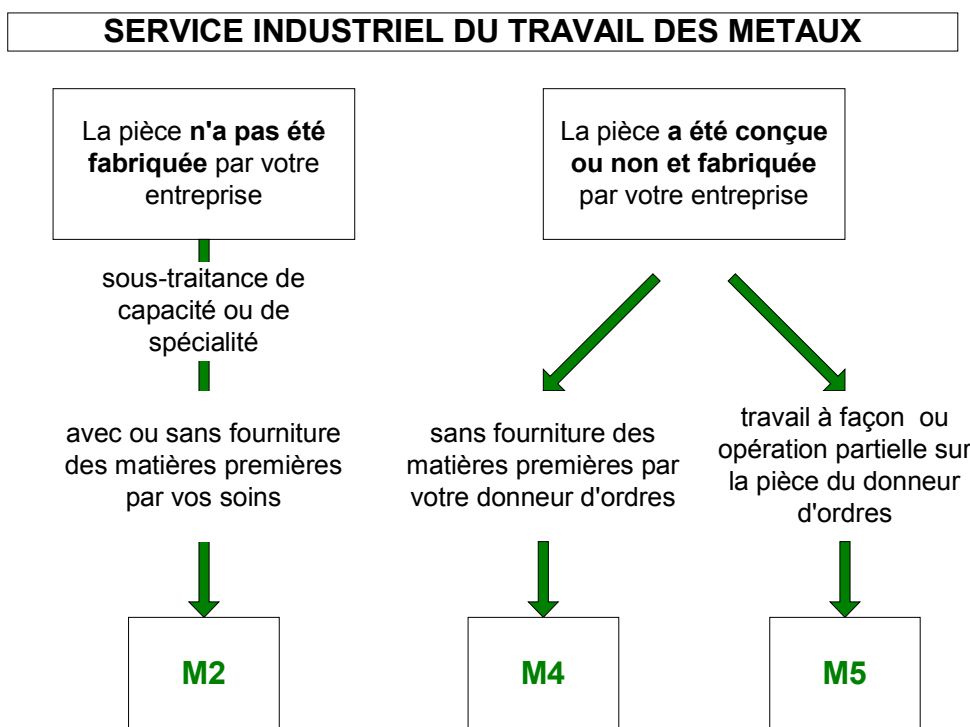 SERVICE INDUSTRIEL DU TRAVAIL DES METAUX
La pièce n'a pas été
fabriquée par votre
entreprise
La pièce a été conçue
ou non et fabriquée
par votre entreprise
sous-traitance de
capacité ou de
spécialité
avec ou sans fourniture
des matières premières
par vos soins
sans fourniture des
matières premières par
votre donneur d'ordres
travail à façon ou
opération partielle sur
la pièce du donneur
d'ordres
M2
M4
M5